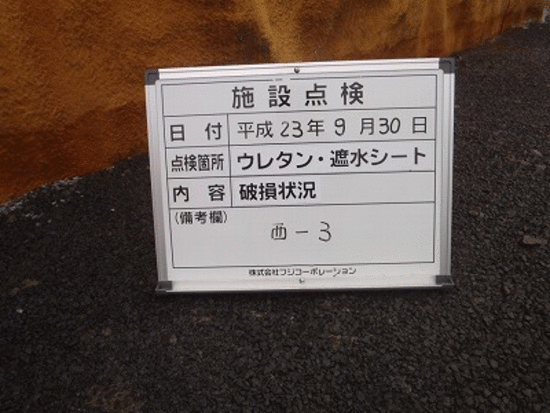 施設点検
日付 平成23年9月30日
点検箇所 ウレタン・遮水シート
内容 破損状況
(備考欄)
西-3
株式会社フジコーポレーション